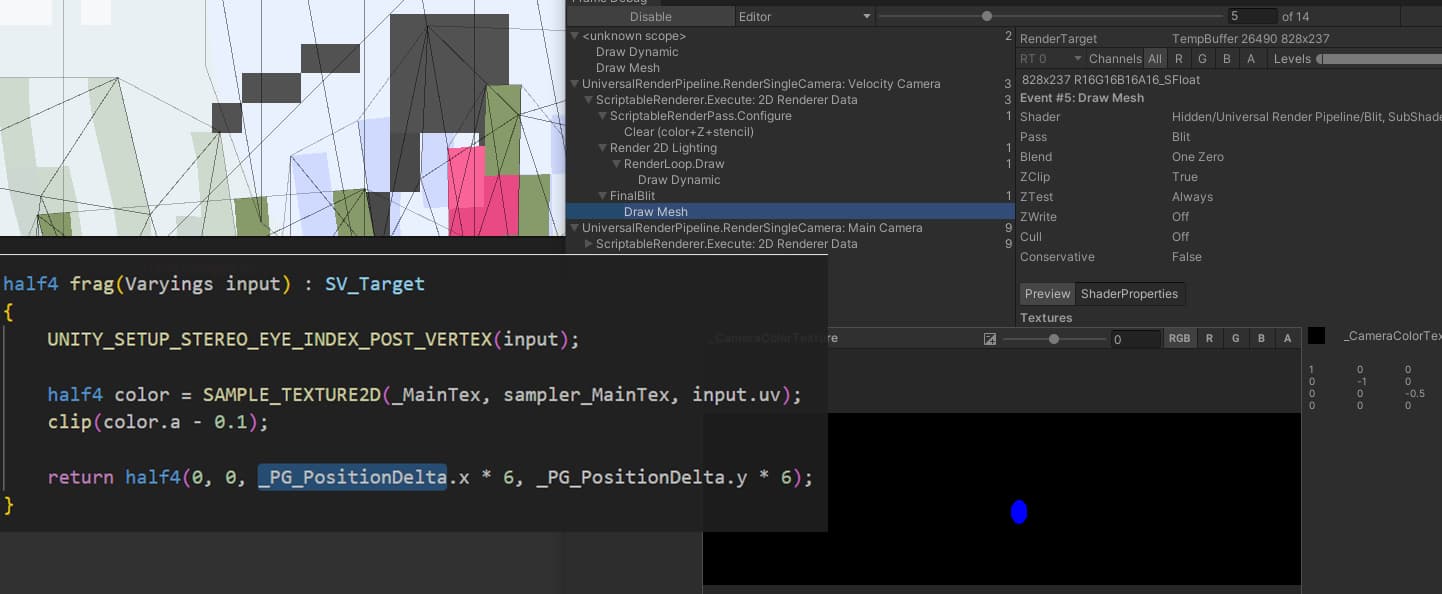 Frame Debug
Disable
Editor
5 of 14
<unknown scope> 2
Draw Dynamic
Draw Mesh
UniversalRenderPipeline.RenderSingleCamera: Velocity Camera 3
ScriptableRenderer.Execute: 2D Renderer Data 3
ScriptableRenderPass.Configure 1
Clear (color+Z+stencil)
Render 2D Lighting 1
RenderLoop.Draw 1
Draw Dynamic
FinalBlit 1
Draw Mesh
UniversalRenderPipeline.RenderSingleCamera: Main Camera 9
ScriptableRenderer.Execute: 2D Renderer Data 9
RenderTarget TempBuffer 26490 828x237
RT 0 Channels All R G B A Levels
828x237 R16G16B16A16_SFloat
Event #5: Draw Mesh
Shader Hidden/Universal Render Pipeline/Blit, SubShade
Pass Blit
Blend One Zero
ZClip True
ZTest Always
ZWrite Off
Cull Off
Conservative False
Preview ShaderProperties
Textures
_CameraColorTexture 0 RGB R G B A
_CameraColorTex
1 0 0
0 -1 0
0 0 -0.5
0 0 0
half4 frag(Varyings input) : SV_Target
{
UNITY_SETUP_STEREO_EYE_INDEX_POST_VERTEX(input);
half4 color = SAMPLE_TEXTURE2D(_MainTex, sampler_MainTex, input.uv);
clip(color.a - 0.1);
return half4(0, 0, _PG_PositionDelta.x * 6, _PG_PositionDelta.y * 6);
}